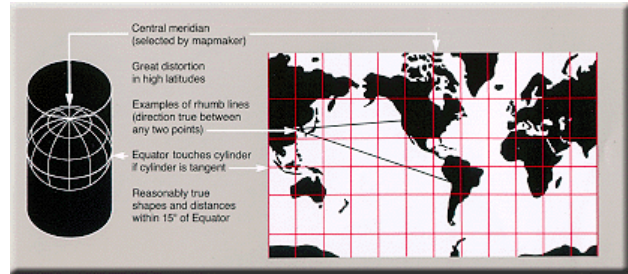 Central meridian
(selected by mapmaker)
Great distortion
in high latitudes
Examples of rhumb lines
(direction true between
any two points)
Equator touches cylinder
if cylinder is tangent
Reasonably true
shapes and distances
within 15° of Equator